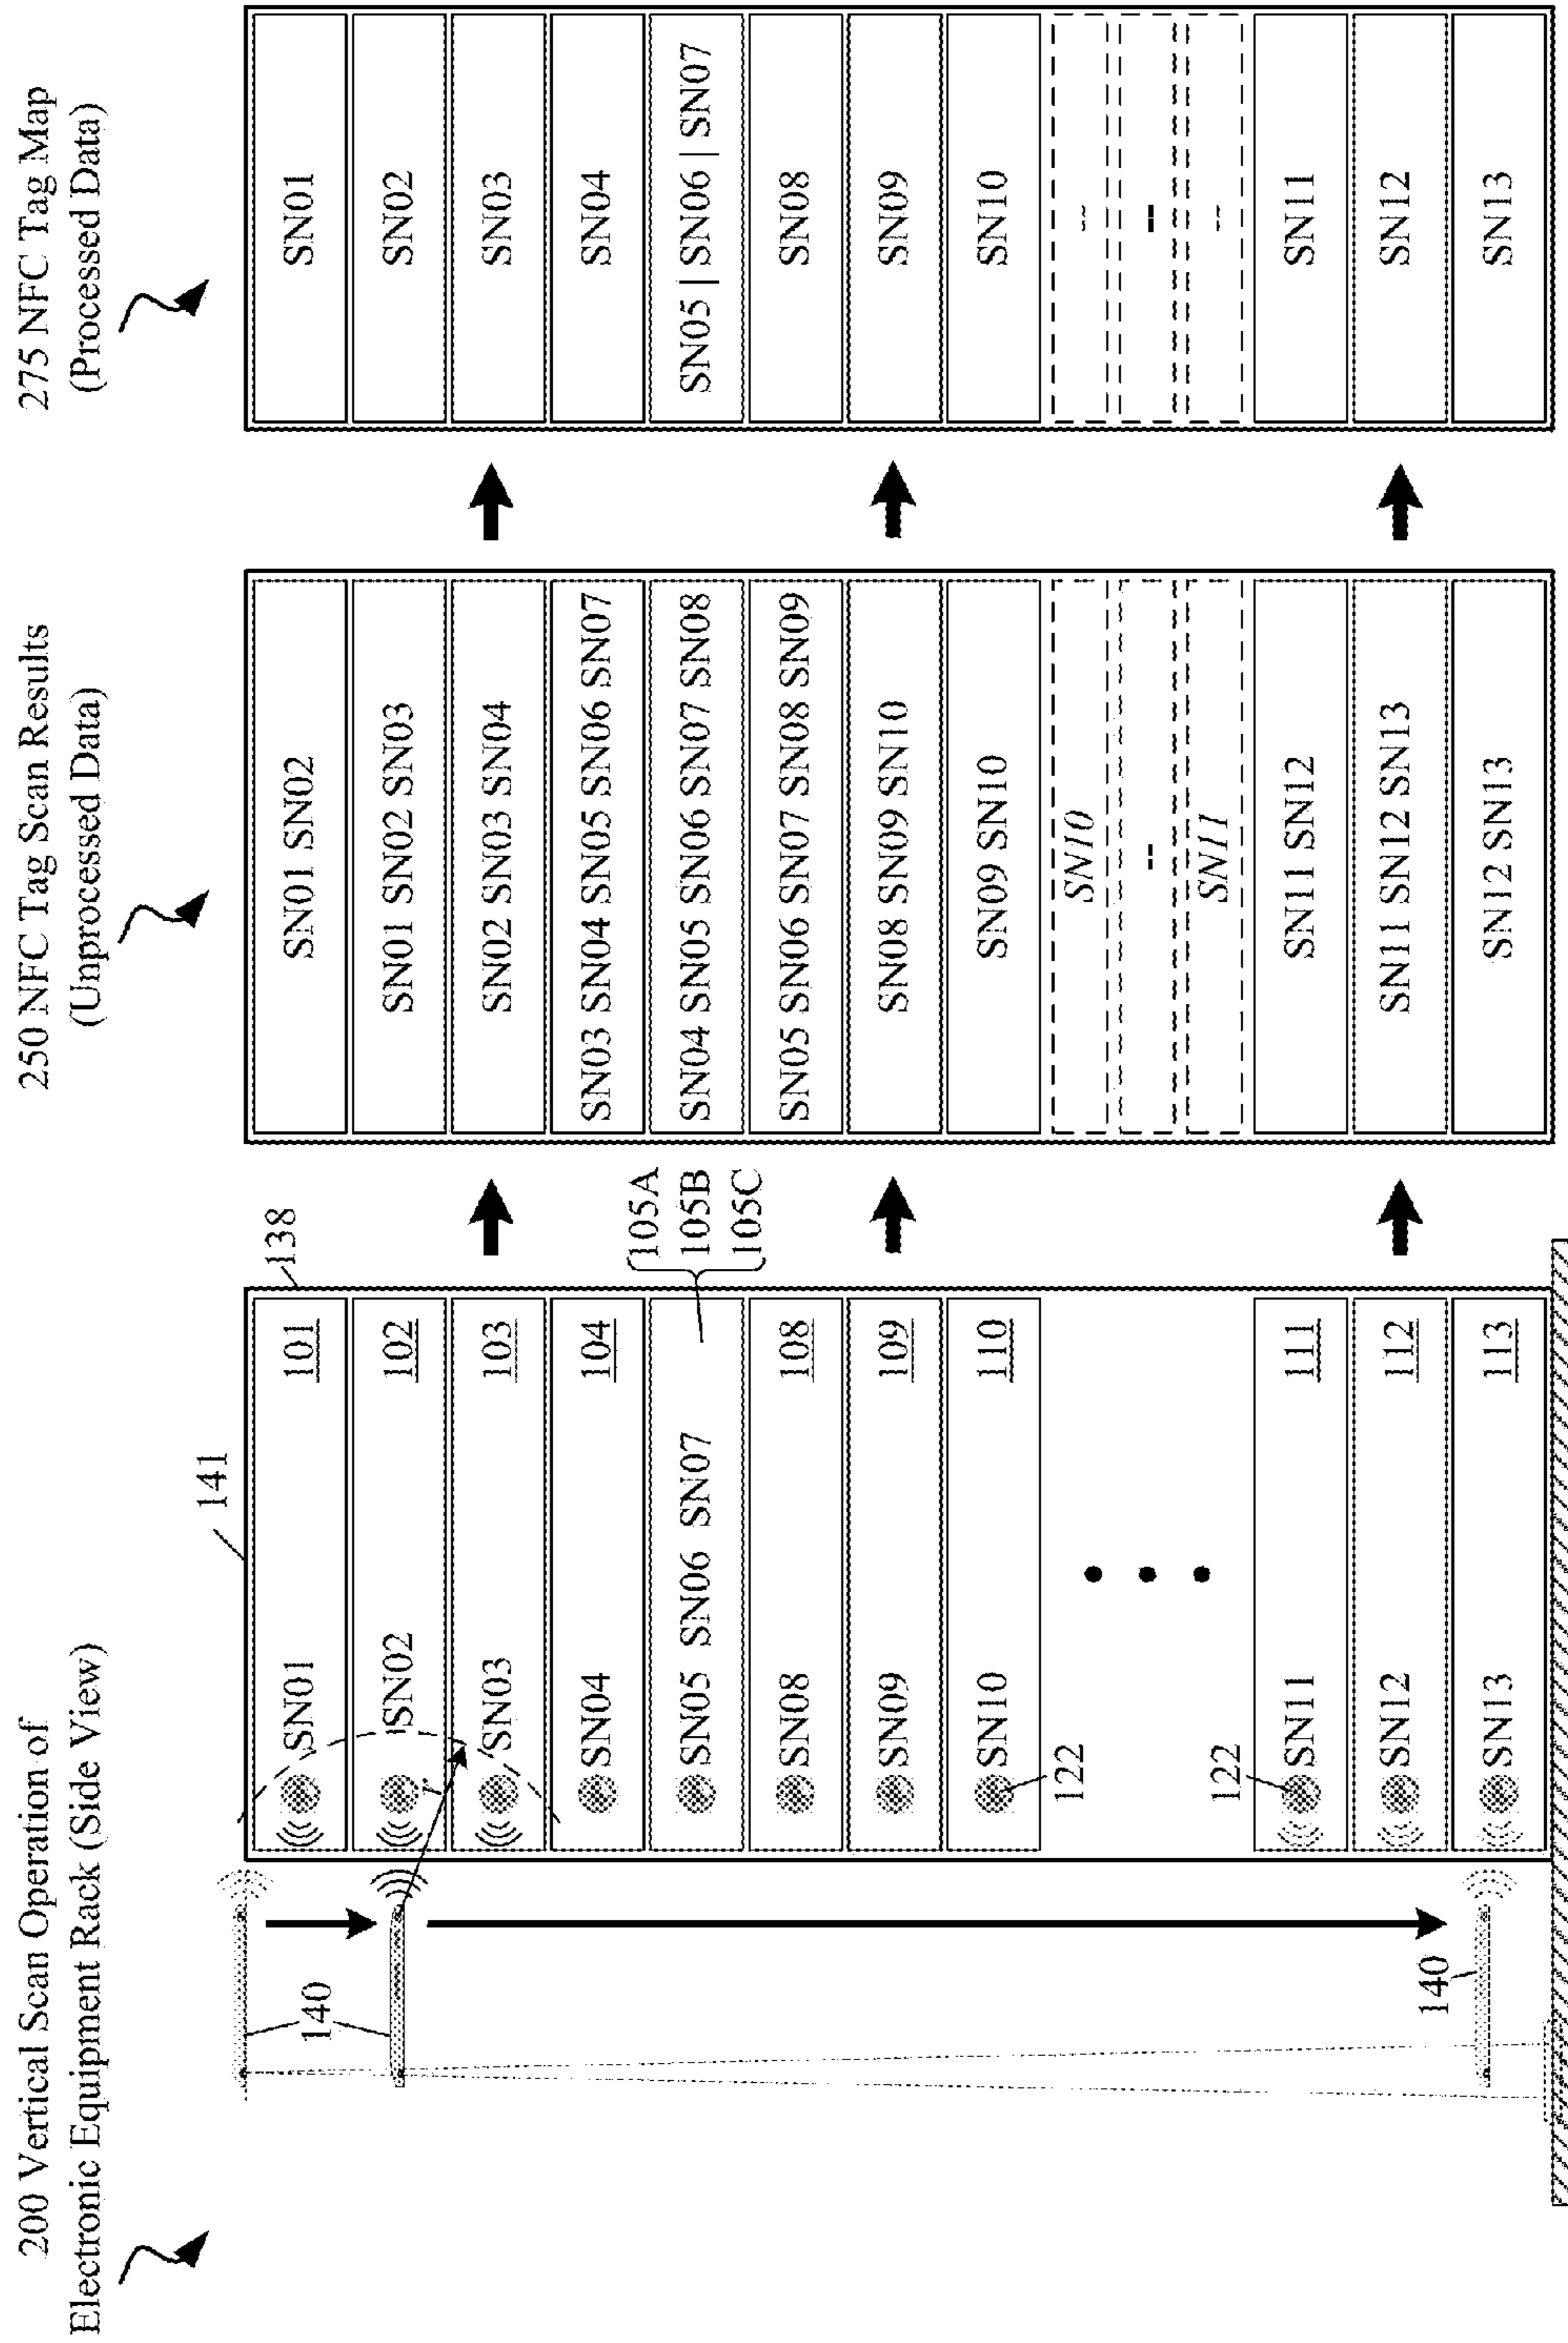 200 Vertical Scan Operation of
Electronic Equipment Rack (Side View)
140
140
r
141
138
SN01 101
SN02 102
SN03 103
SN04 104
SN05 SN06 SN07
105A
105B
105C
SN08 108
SN09 109
SN10 110
122
122
SN11 111
SN12 112
SN13 113
250 NFC Tag Scan Results
(Unprocessed Data)
SN01 SN02
SN01 SN02 SN03
SN02 SN03 SN04
SN03 SN04 SN05 SN06 SN07
SN04 SN05 SN06 SN07 SN08
SN05 SN06 SN07 SN08 SN09
SN08 SN09 SN10
SN09 SN10
SN10
--
SN11
SN11 SN12
SN11 SN12 SN13
SN12 SN13
275 NFC Tag Map
(Processed Data)
SN01
SN02
SN03
SN04
SN05 | SN06 | SN07
SN08
SN09
SN10
--
--
--
SN11
SN12
SN13